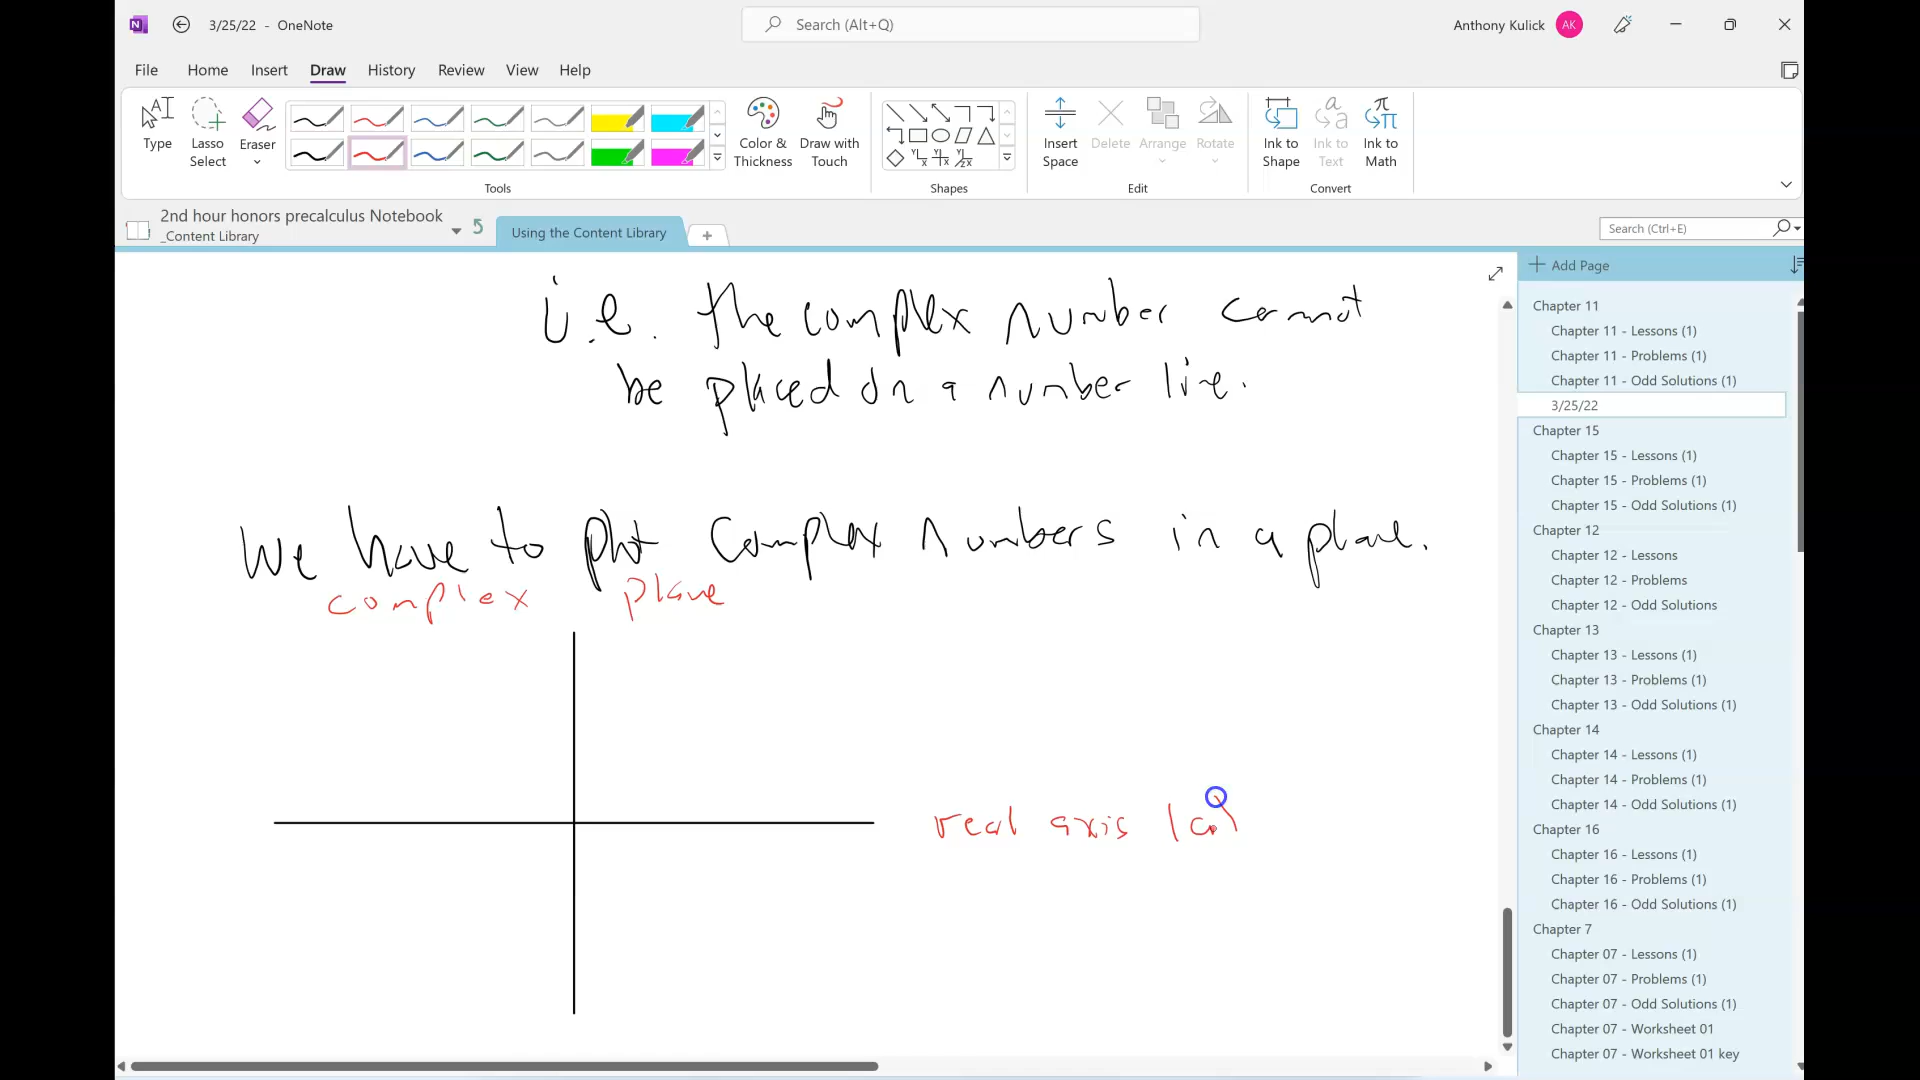 3/25/22 - OneNote
Search (Alt+Q)
Anthony Kulick AK
File Home Insert Draw History Review View Help
Type
Lasso Select
Eraser
Color & Thickness
Draw with Touch
Insert Space
Delete
Arrange
Rotate
Ink to Shape
Ink to Text
Ink to Math
Tools Shapes Edit Convert
2nd hour honors precalculus Notebook
_Content Library
Using the Content Library
Search (Ctrl+E)
i.e. the complex number cannot
be placed on a number line.
We have to plot complex numbers in a plane.
complex plane
real axis (a)
Add Page
Chapter 11
Chapter 11 - Lessons (1)
Chapter 11 - Problems (1)
Chapter 11 - Odd Solutions (1)
3/25/22
Chapter 15
Chapter 15 - Lessons (1)
Chapter 15 - Problems (1)
Chapter 15 - Odd Solutions (1)
Chapter 12
Chapter 12 - Lessons
Chapter 12 - Problems
Chapter 12 - Odd Solutions
Chapter 13
Chapter 13 - Lessons (1)
Chapter 13 - Problems (1)
Chapter 13 - Odd Solutions (1)
Chapter 14
Chapter 14 - Lessons (1)
Chapter 14 - Problems (1)
Chapter 14 - Odd Solutions (1)
Chapter 16
Chapter 16 - Lessons (1)
Chapter 16 - Problems (1)
Chapter 16 - Odd Solutions (1)
Chapter 7
Chapter 07 - Lessons (1)
Chapter 07 - Problems (1)
Chapter 07 - Odd Solutions (1)
Chapter 07 - Worksheet 01
Chapter 07 - Worksheet 01 key